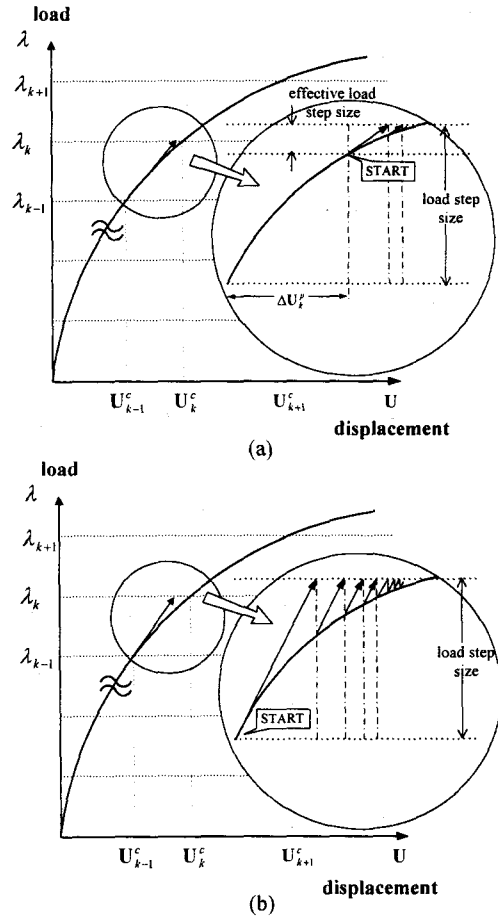 load
λ
λ_{k+1}
λ_k
λ_{k-1}
effective load
step size
START
load step
size
ΔU_k^p
U_{k-1}^c
U_k^c
U_{k+1}^c
U
displacement
(a)
load
λ
λ_{k+1}
λ_k
λ_{k-1}
load step
size
START
U_{k-1}^c
U_k^c
U_{k+1}^c
U
displacement
(b)